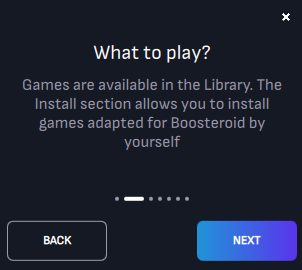 What to play?
Games are available in the Library. The
Install section allows you to install
games adapted for Boosteroid by
yourself
BACK
NEXT